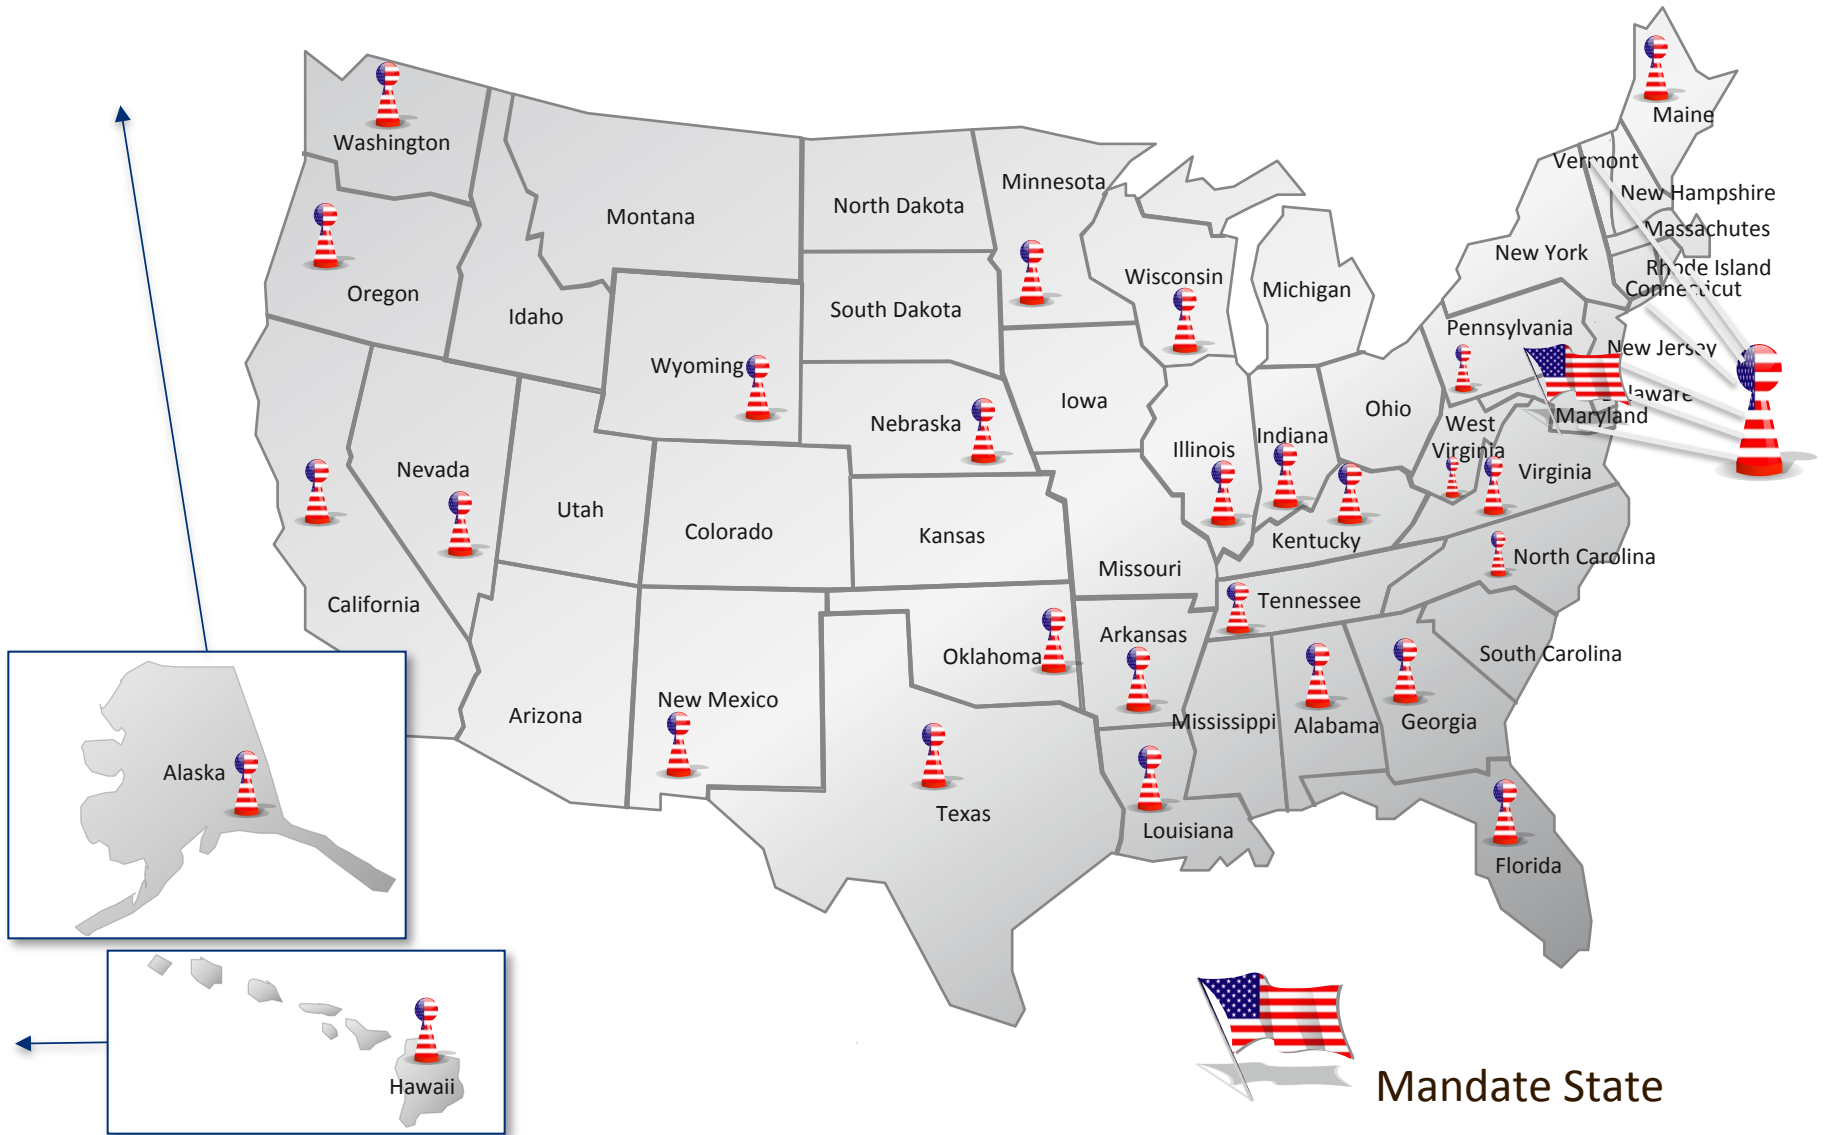 Maine
Washington
Vermont
Minnesota
New Hampshire
North Dakota
Montana
Massachutes
New York
Rhode Island
Wisconsin
Connecticut
Michigan
Oregon
South Dakota
Idaho
Pennsylvania
New Jersey
Wyoming
Delaware
Iowa
Ohio
Maryland
Nebraska
West
Virginia
Indiana
Illinois
Nevada
Virginia
Utah
Colorado
Kansas
Kentucky
North Carolina
Missouri
California
Tennessee
Arkansas
Oklahoma
South Carolina
New Mexico
Arizona
Mississippi
Alabama
Georgia
Alaska
Texas
Louisiana
Florida
Hawaii
Mandate State